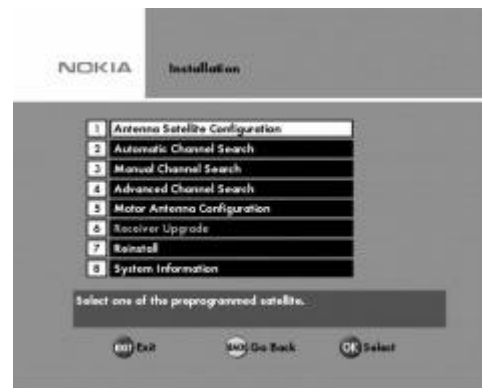 NOKIA
Installation
1 Antenna Satellite Configuration
2 Automatic Channel Search
3 Manual Channel Search
4 Advanced Channel Search
5 Motor Antenna Configuration
6 Receiver Upgrade
7 Reinstall
8 System Information
Select one of the preprogrammed satellite.
EXIT Exit BACK Go Back OK Select